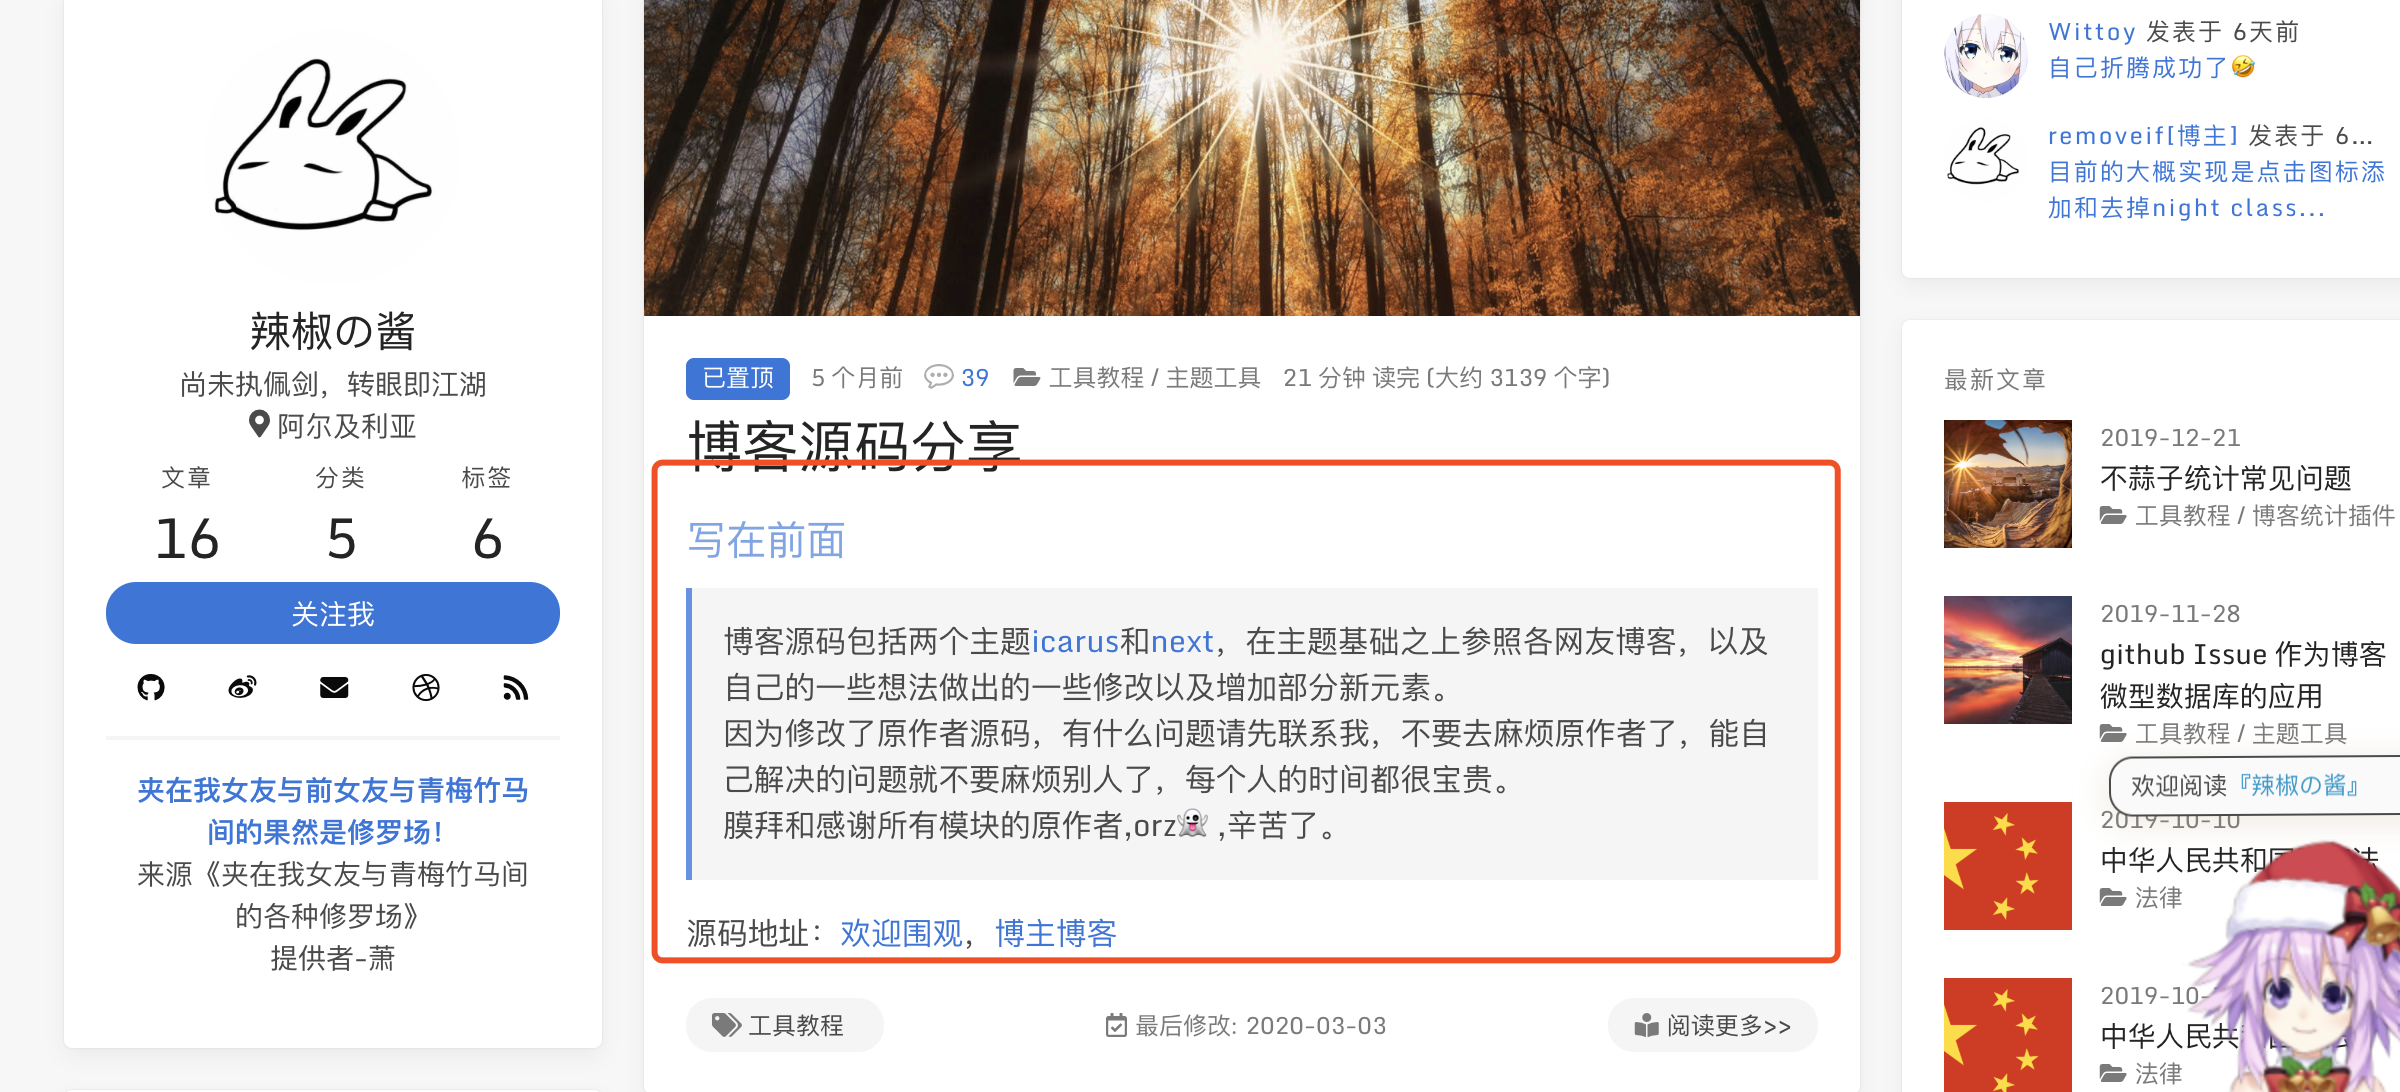 辣椒の酱
尚未执佩剑，转眼即江湖
阿尔及利亚
文章 分类 标签
16 5 6
关注我
夹在我女友与前女友与青梅竹马
间的果然是修罗场！
来源《夹在我女友与青梅竹马间
的各种修罗场》
提供者-萧
已置顶 5 个月前 39 工具教程 / 主题工具 21 分钟 读完 (大约 3139 个字)
博客源码分享
写在前面
博客源码包括两个主题icarus和next，在主题基础之上参照各网友博客，以及
自己的一些想法做出的一些修改以及增加部分新元素。
因为修改了原作者源码，有什么问题请先联系我，不要去麻烦原作者了，能自
己解决的问题就不要麻烦别人了，每个人的时间都很宝贵。
膜拜和感谢所有模块的原作者,orz👻 ,辛苦了。
源码地址：欢迎围观，博主博客
工具教程 最后修改: 2020-03-03 阅读更多>>
Wittoy 发表于 6天前
自己折腾成功了🤣
removeif[博主] 发表于 6...
目前的大概实现是点击图标添
加和去掉night class...
最新文章
2019-12-21
不蒜子统计常见问题
工具教程 / 博客统计插件
2019-11-28
github Issue 作为博客
微型数据库的应用
工具教程 / 主题工具
欢迎阅读『辣椒の酱』
2019-10-10
中华人民共和国 法
法律
2019-10-
中华人民共
法律